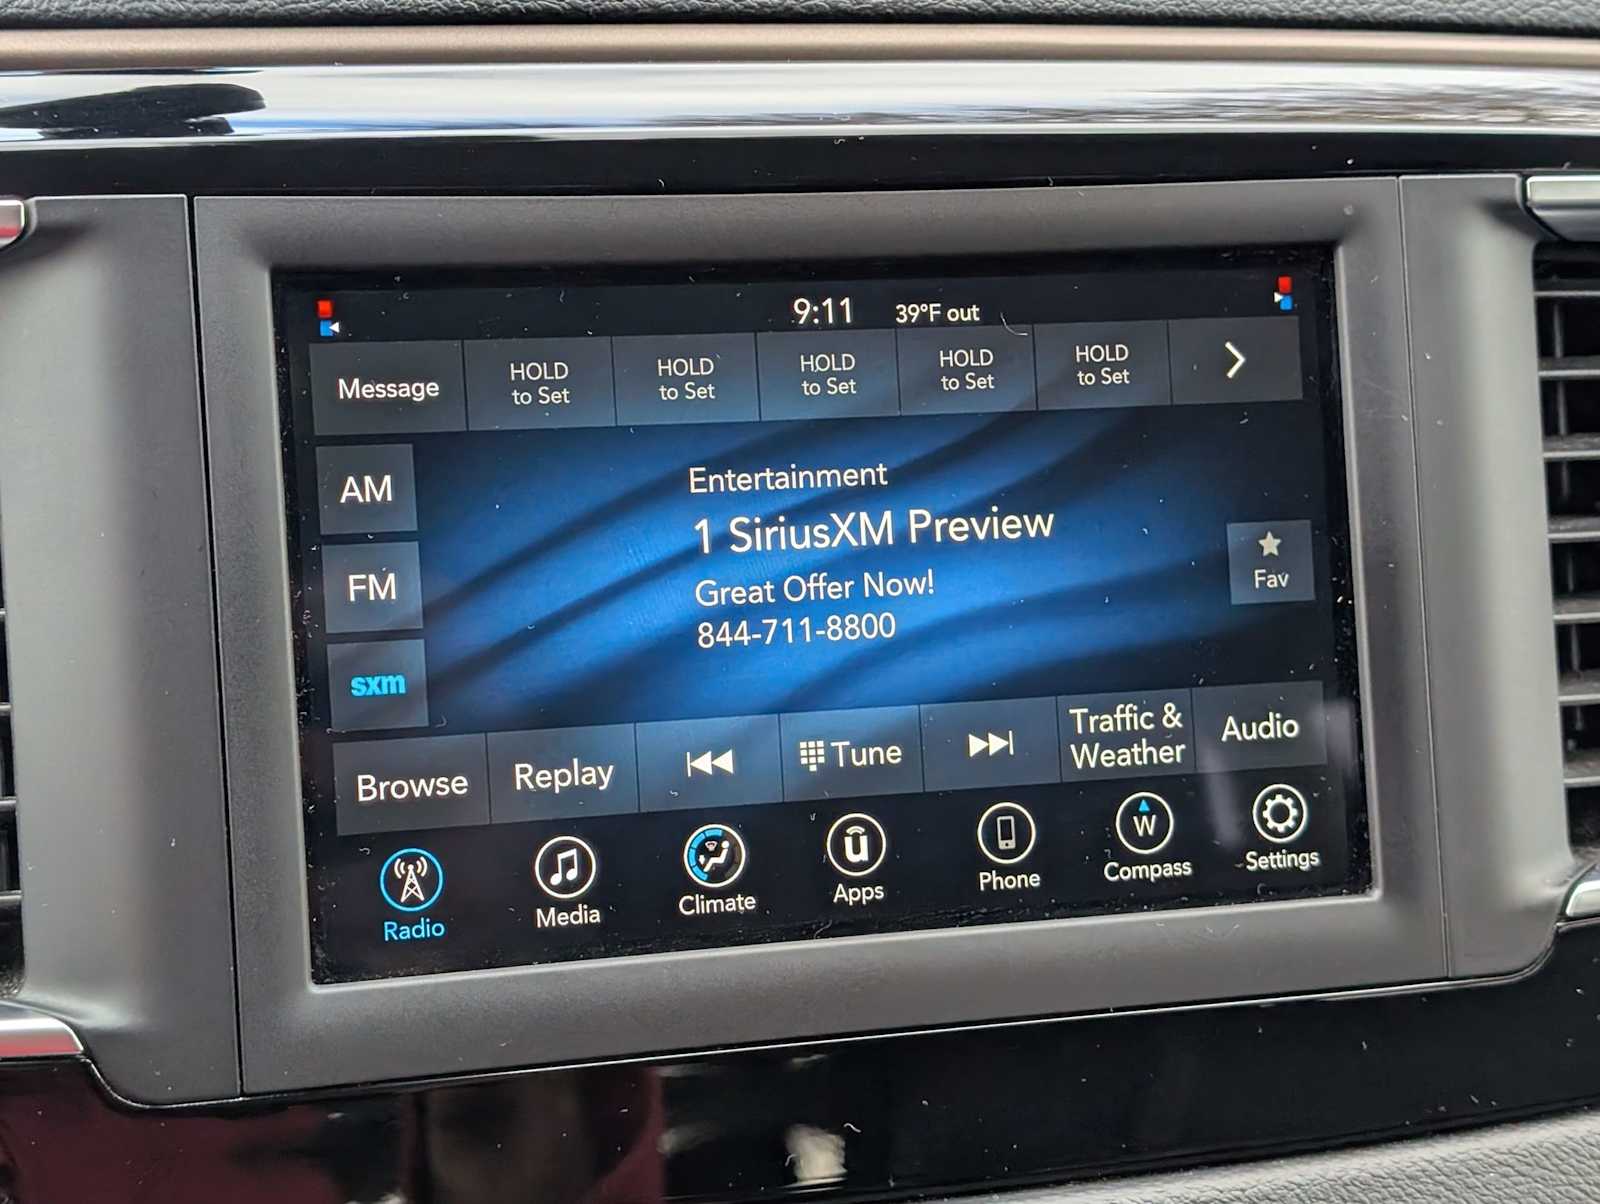 9:11 39°F out
Message
HOLD
to Set
HOLD
to Set
HOLD
to Set
HOLD
to Set
HOLD
to Set
AM
FM
sxm
Entertainment
1 SiriusXM Preview
Great Offer Now!
844-711-8800
Fav
Browse
Replay
Tune
Traffic &
Weather
Audio
Radio
Media
Climate
u
Apps
Phone
W
Compass
Settings